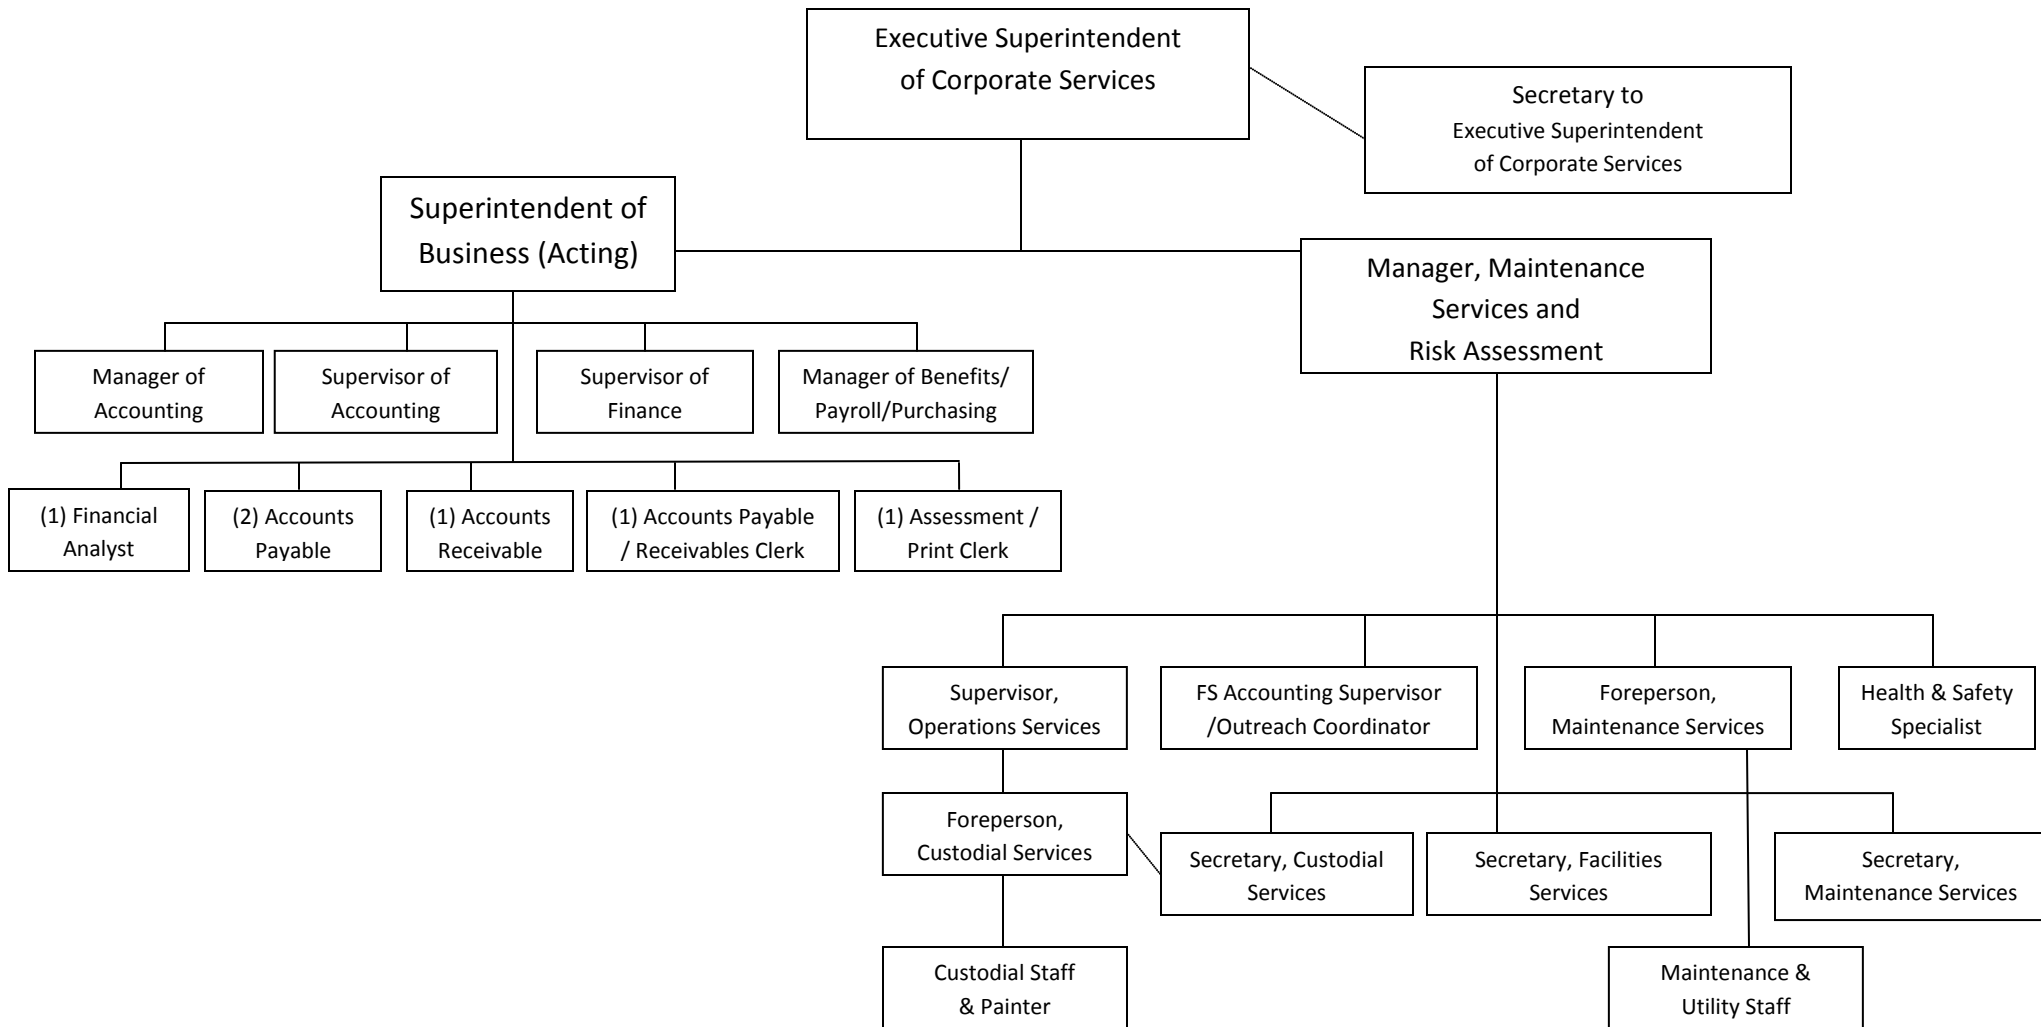 Executive Superintendent
of Corporate Services
Secretary to
Executive Superintendent
of Corporate Services
Superintendent of
Business (Acting)
Manager, Maintenance
Services and
Risk Assessment
Manager of
Accounting
Supervisor of
Accounting
Supervisor of
Finance
Manager of Benefits/
Payroll/Purchasing
(1) Financial
Analyst
(2) Accounts
Payable
(1) Accounts
Receivable
(1) Accounts Payable
/ Receivables Clerk
(1) Assessment /
Print Clerk
Supervisor,
Operations Services
FS Accounting Supervisor
/Outreach Coordinator
Foreperson,
Maintenance Services
Health & Safety
Specialist
Foreperson,
Custodial Services
Secretary, Custodial
Services
Secretary, Facilities
Services
Secretary,
Maintenance Services
Custodial Staff
& Painter
Maintenance &
Utility Staff